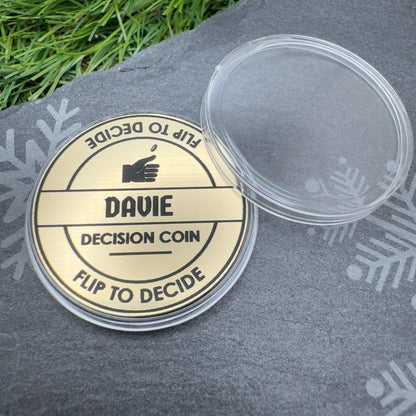 FLIP TO DECIDE
DAVIE
DECISION COIN
FLIP TO DECIDE